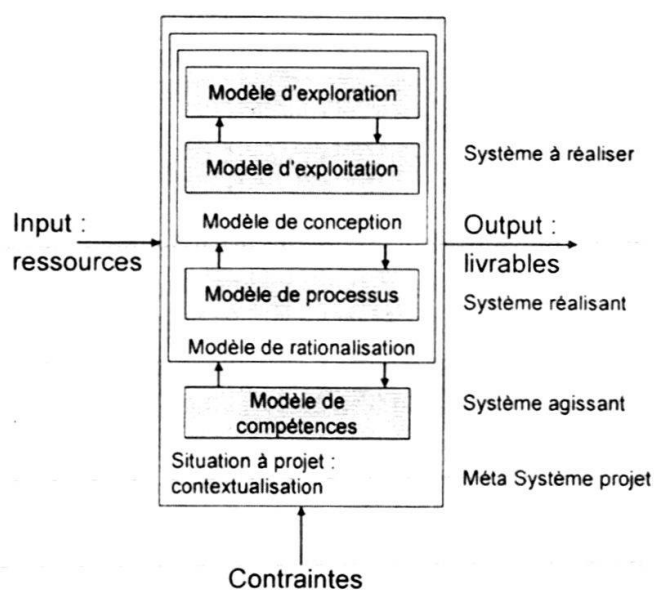 Modèle d'exploration
Modèle d'exploitation
Système à réaliser
Modèle de conception
Input :
ressources
Output :
livrables
Modèle de processus
Système réalisant
Modèle de rationalisation
Modèle de
compétences
Système agissant
Situation à projet :
contextualisation
Méta Système projet
Contraintes